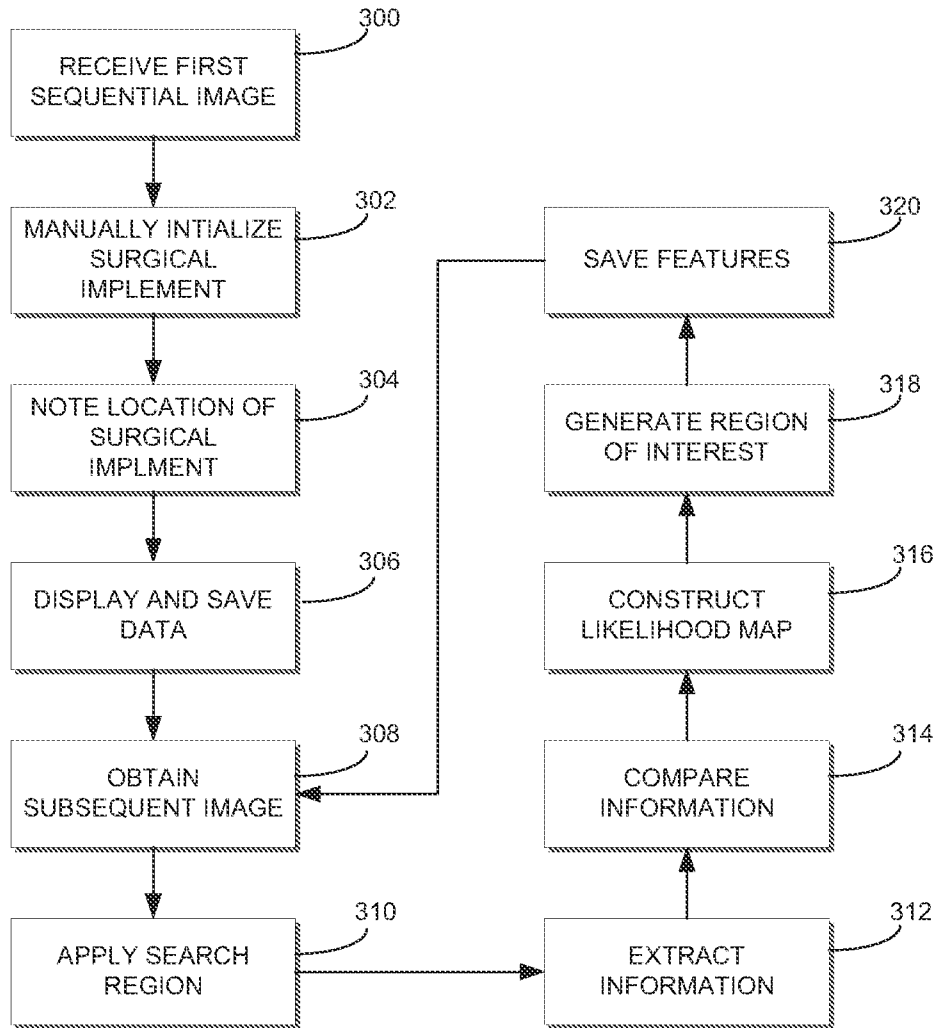 300
RECEIVE FIRST
SEQUENTIAL IMAGE
302
MANUALLY INTIALIZE
SURGICAL
IMPLEMENT
304
NOTE LOCATION OF
SURGICAL
IMPLMENT
306
DISPLAY AND SAVE
DATA
308
OBTAIN
SUBSEQUENT IMAGE
310
APPLY SEARCH
REGION
312
EXTRACT
INFORMATION
314
COMPARE
INFORMATION
316
CONSTRUCT
LIKELIHOOD MAP
318
GENERATE REGION
OF INTEREST
320
SAVE FEATURES